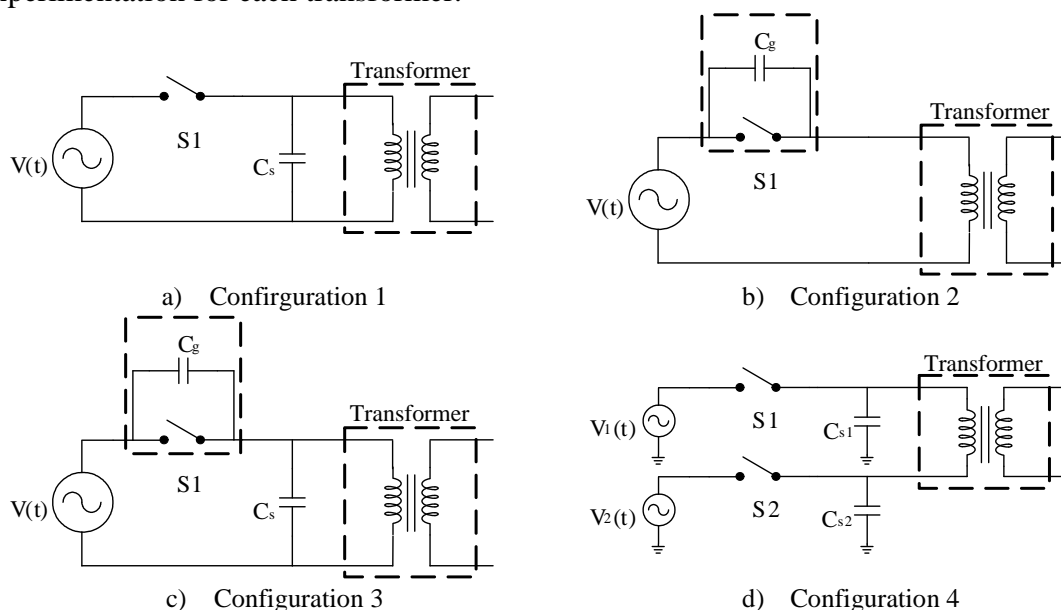 perimentation for each transformer.
Transformer
S1
V(t)
Cs
a) Confirguration 1
Cg
Transformer
S1
V(t)
b) Configuration 2
Cg
Transformer
S1
V(t)
Cs
c) Configuration 3
Transformer
V1(t)
S1
Cs1
V2(t)
S2
Cs2
d) Configuration 4